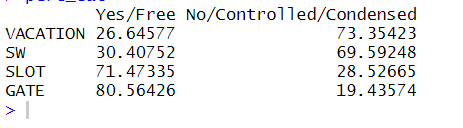 Yes/Free No/Controlled/Condensed
VACATION 26.64577 73.35423
SW 30.40752 69.59248
SLOT 71.47335 28.52665
GATE 80.56426 19.43574
>